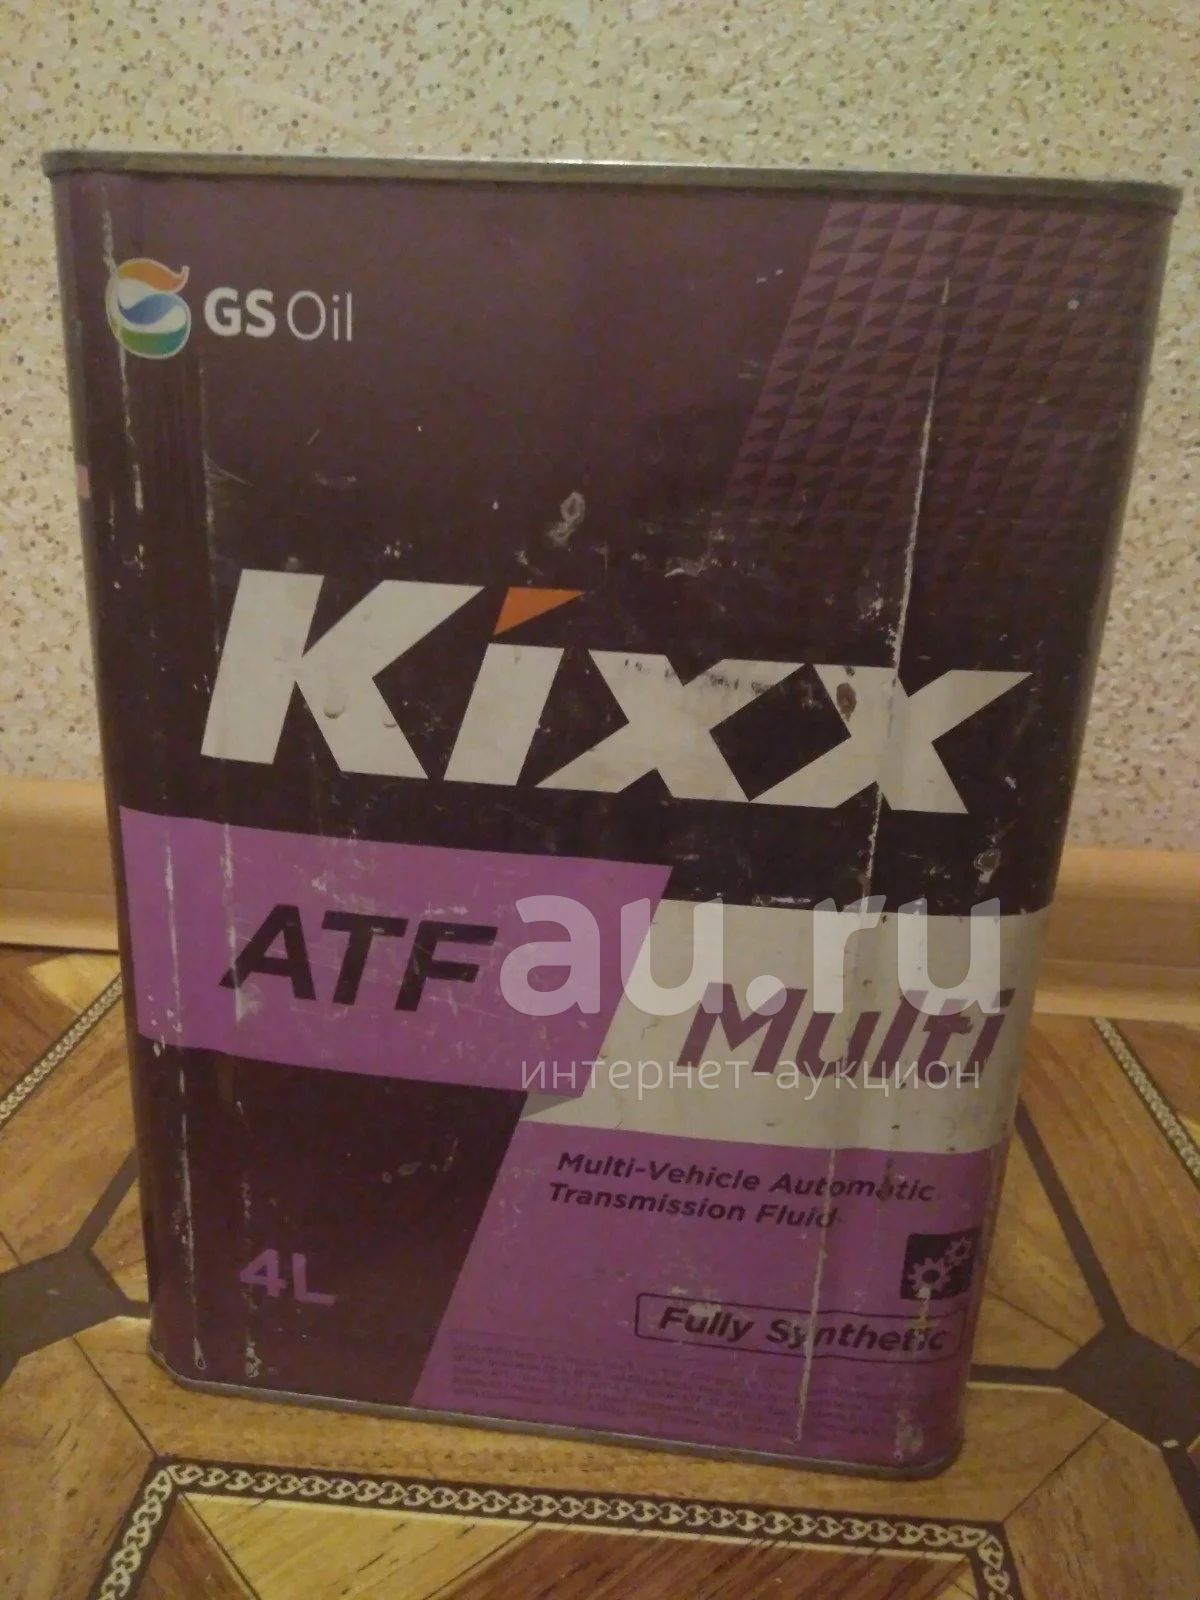 GS Oil
Kixx
ATF
Multi
au.ru
интернет-аукцион
Multi-Vehicle Automatic
Transmission Fluid
4L
Fully Synthetic